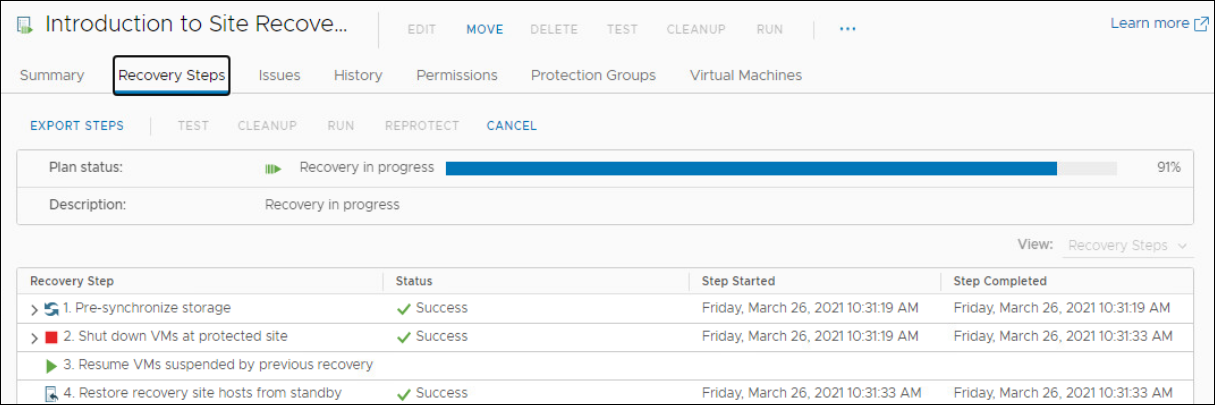 Introduction to Site Recove...
EDIT MOVE DELETE TEST CLEANUP RUN ...
Learn more
Summary Recovery Steps Issues History Permissions Protection Groups Virtual Machines
EXPORT STEPS TEST CLEANUP RUN REPROTECT CANCEL
Plan status: Recovery in progress 91%
Description: Recovery in progress
View: Recovery Steps
Recovery Step Status Step Started Step Completed
1. Pre-synchronize storage Success Friday, March 26, 2021 10:31:19 AM Friday, March 26, 2021 10:31:19 AM
2. Shut down VMs at protected site Success Friday, March 26, 2021 10:31:19 AM Friday, March 26, 2021 10:31:33 AM
3. Resume VMs suspended by previous recovery
4. Restore recovery site hosts from standby Success Friday, March 26, 2021 10:31:33 AM Friday, March 26, 2021 10:31:33 AM